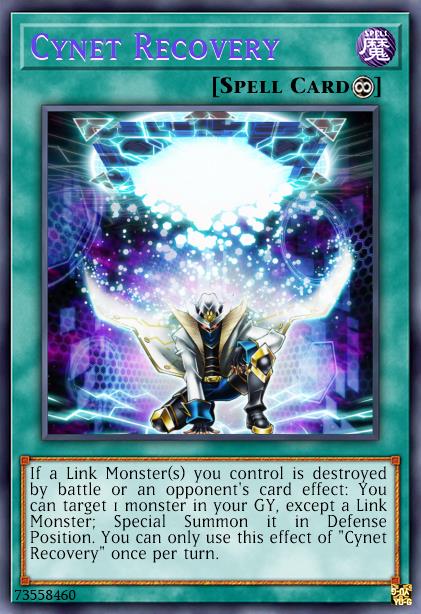 Cynet Recovery
SPELL
魔
[Spell Card]
If a Link Monster(s) you control is destroyed
by battle or an opponent's card effect: You
can target 1 monster in your GY, except a Link
Monster; Special Summon it in Defense
Position. You can only use this effect of "Cynet
Recovery" once per turn.
73558460